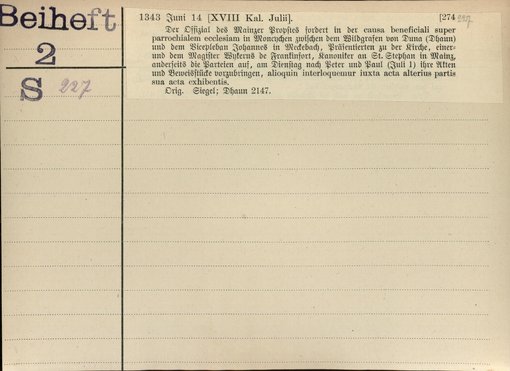 Beiheft
2
S 227
1343 Juni 14 [XVIII Kal. Julii]. [274 227.
Der Offizial des Mainzer Propstes fordert in der causa beneficiali super
parrochialem ecclesiam in Monczchen zwischen dem Wildgrafen von Duna (Dhaun)
und dem Vicepleban Johannes in Meckebach, Präsentierten zu der Kirche, einer-
und dem Magister Wykerus de Frankinfort, Kanoniker an St. Stephan in Mainz,
anderseits die Parteien auf, am Dienstag nach Peter und Paul (Juli 1) ihre Akten
und Beweisstücke vorzubringen, alioquin interloquemur iuxta acta alterius partis
sua acta exhibentis.
Orig. Siegel; Dhaun 2147.